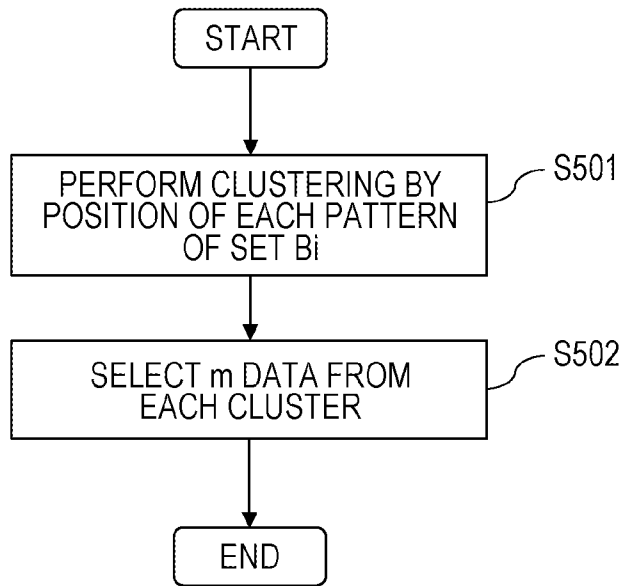 START
PERFORM CLUSTERING BY
POSITION OF EACH PATTERN
OF SET Bi
S501
SELECT m DATA FROM
EACH CLUSTER
S502
END